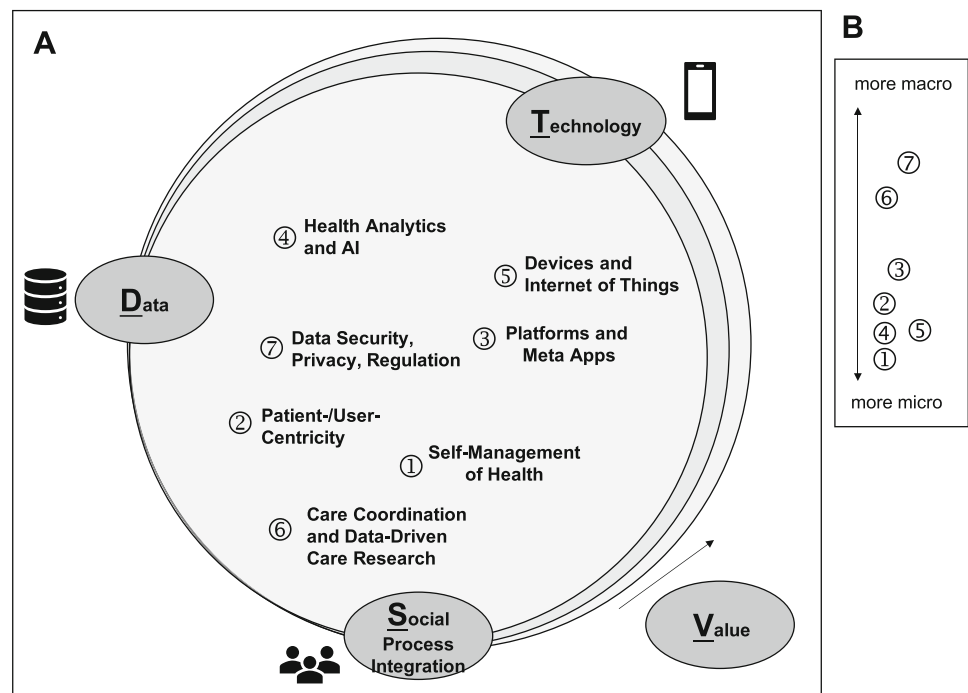 A
Technology
④ Health Analytics
and AI
⑤ Devices and
Internet of Things
Data
⑦ Data Security,
Privacy, Regulation
③ Platforms and
Meta Apps
② Patient-/User-
Centricity
① Self-Management
of Health
⑥ Care Coordination
and Data-Driven
Care Research
Social
Process
Integration
Value
B
more macro
⑦
⑥
③
②
④ ⑤
①
more micro